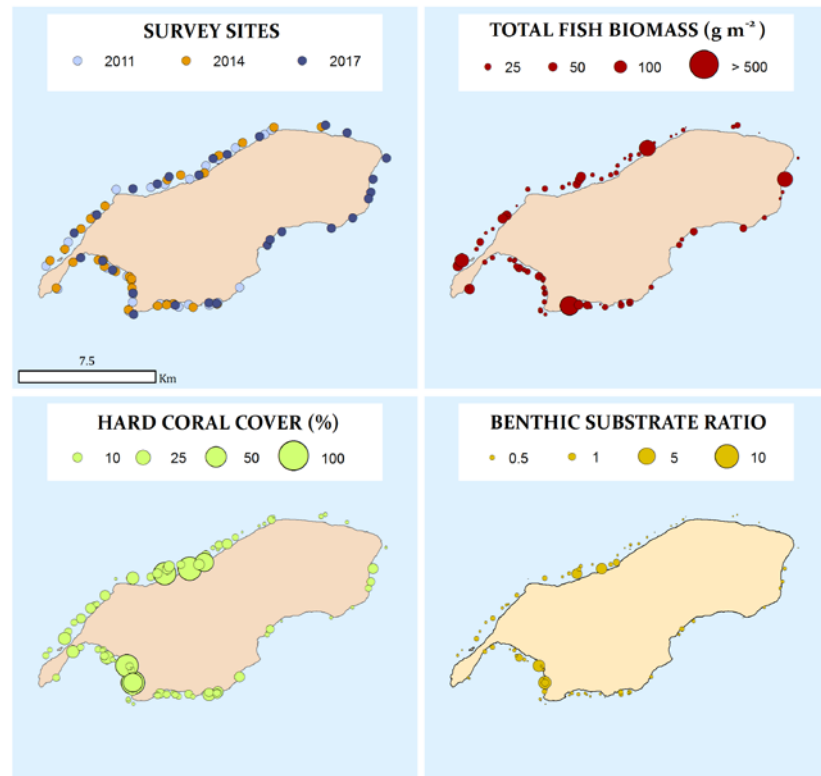 SURVEY SITES
2011 2014 2017
7.5
Km
TOTAL FISH BIOMASS (g m⁻²)
25 50 100 > 500
HARD CORAL COVER (%)
10 25 50 100
BENTHIC SUBSTRATE RATIO
0.5 1 5 10